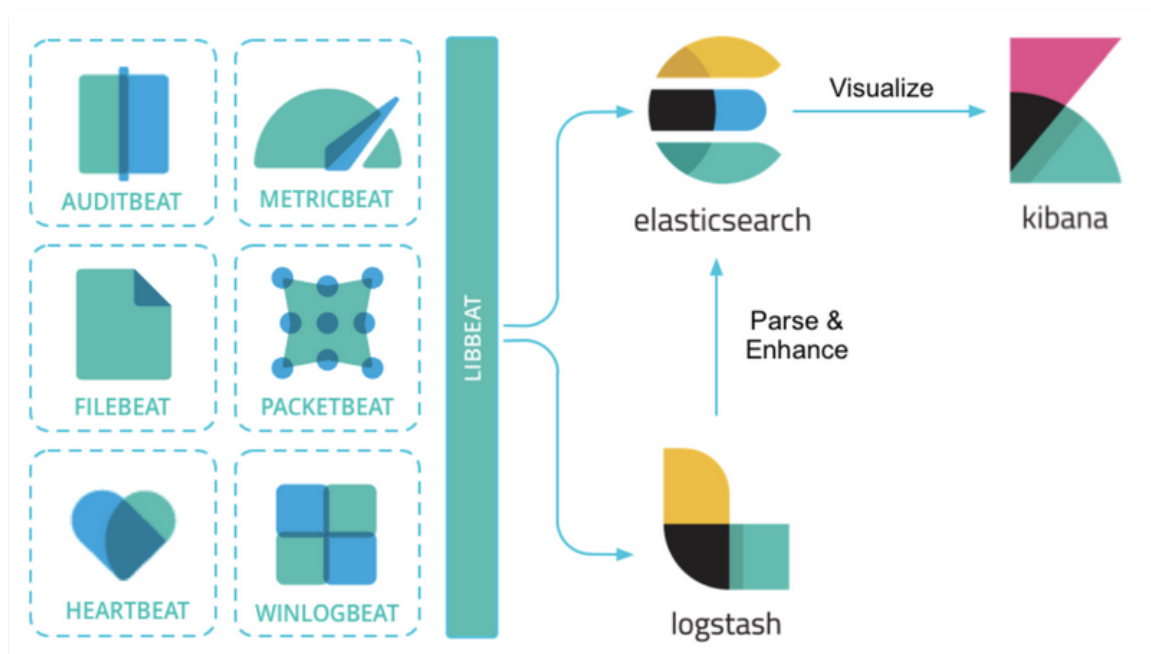 AUDITBEAT
METRICBEAT
FILEBEAT
PACKETBEAT
HEARTBEAT
WINLOGBEAT
LIBBEAT
elasticsearch
Visualize
kibana
Parse &
Enhance
logstash